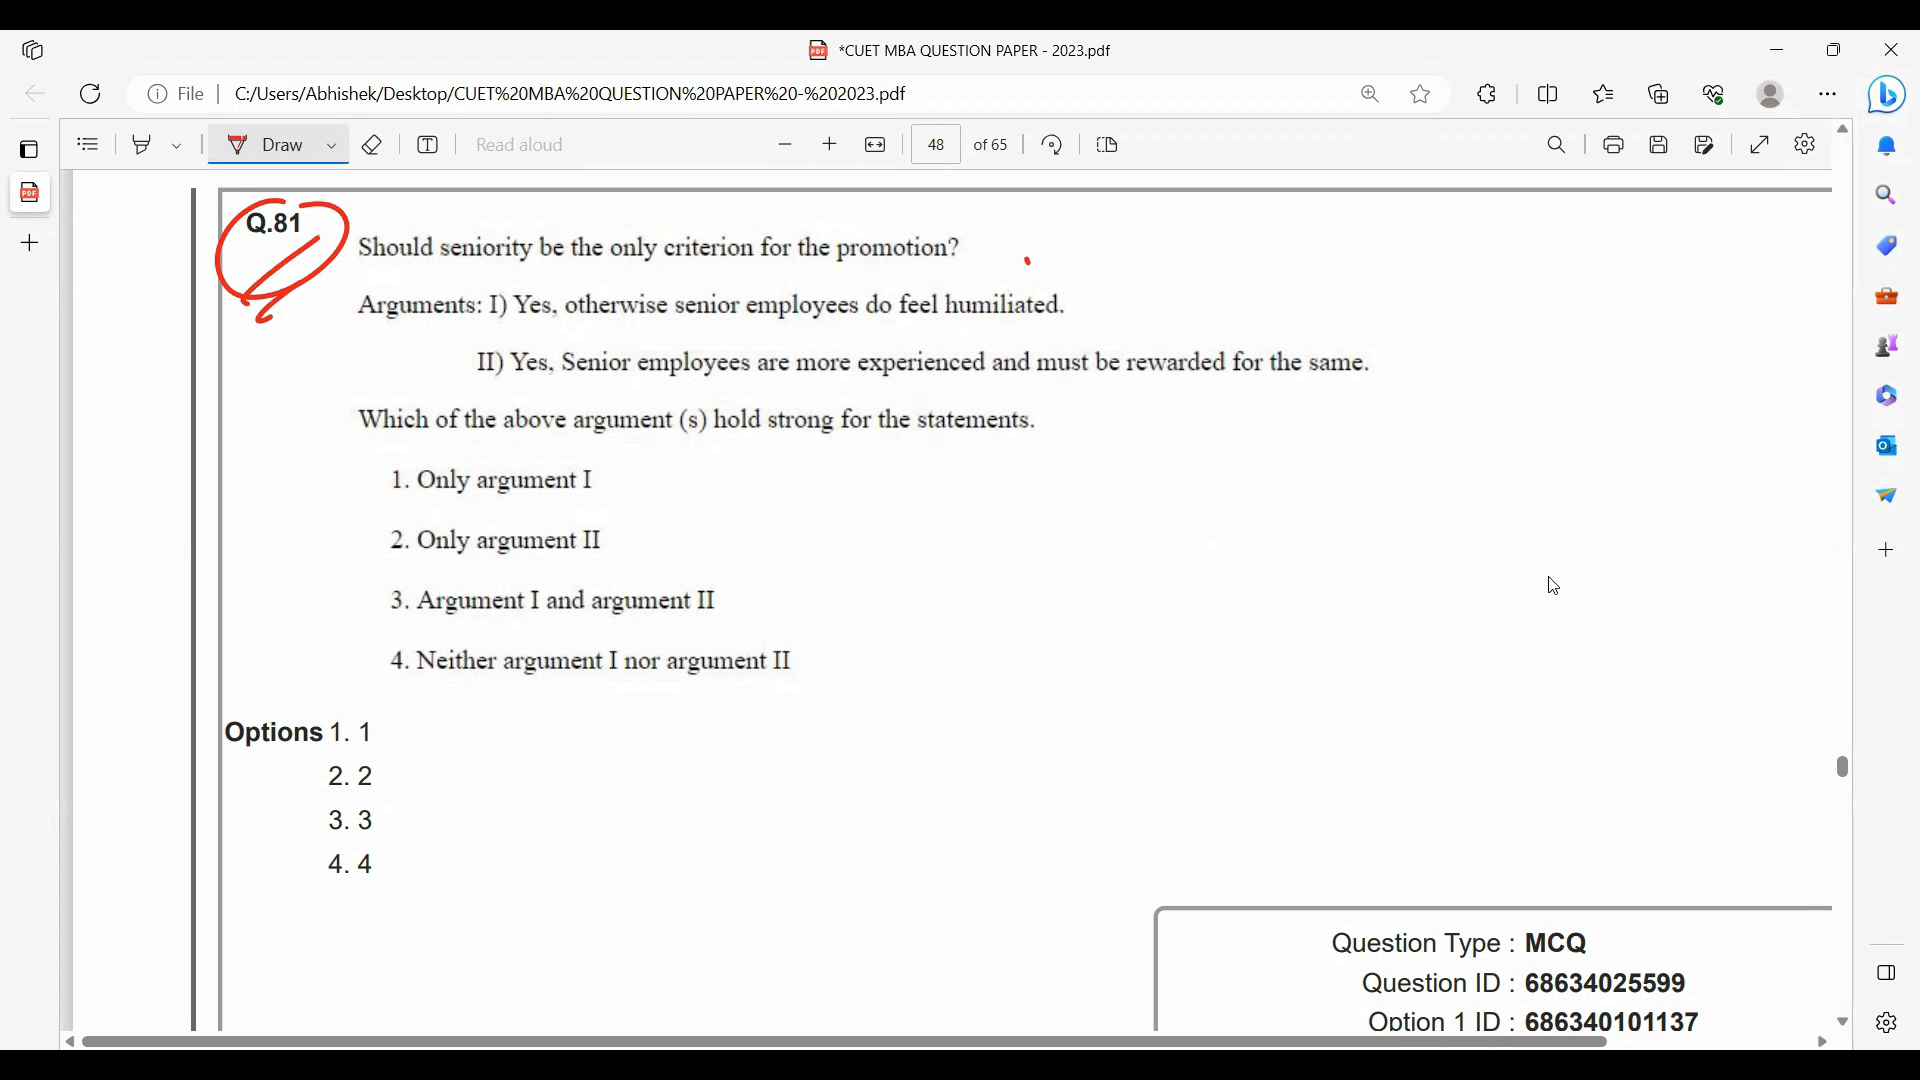 *CUET MBA QUESTION PAPER - 2023.pdf
File
C:/Users/Abhishek/Desktop/CUET%20MBA%20QUESTION%20PAPER%20-%202023.pdf
Draw
Read aloud
48 of 65
Q.81
Should seniority be the only criterion for the promotion?
Arguments: I) Yes, otherwise senior employees do feel humiliated.
II) Yes, Senior employees are more experienced and must be rewarded for the same.
Which of the above argument (s) hold strong for the statements.
1. Only argument I
2. Only argument II
3. Argument I and argument II
4. Neither argument I nor argument II
Options 1. 1
2. 2
3. 3
4. 4
Question Type : MCQ
Question ID : 68634025599
Option 1 ID : 686340101137